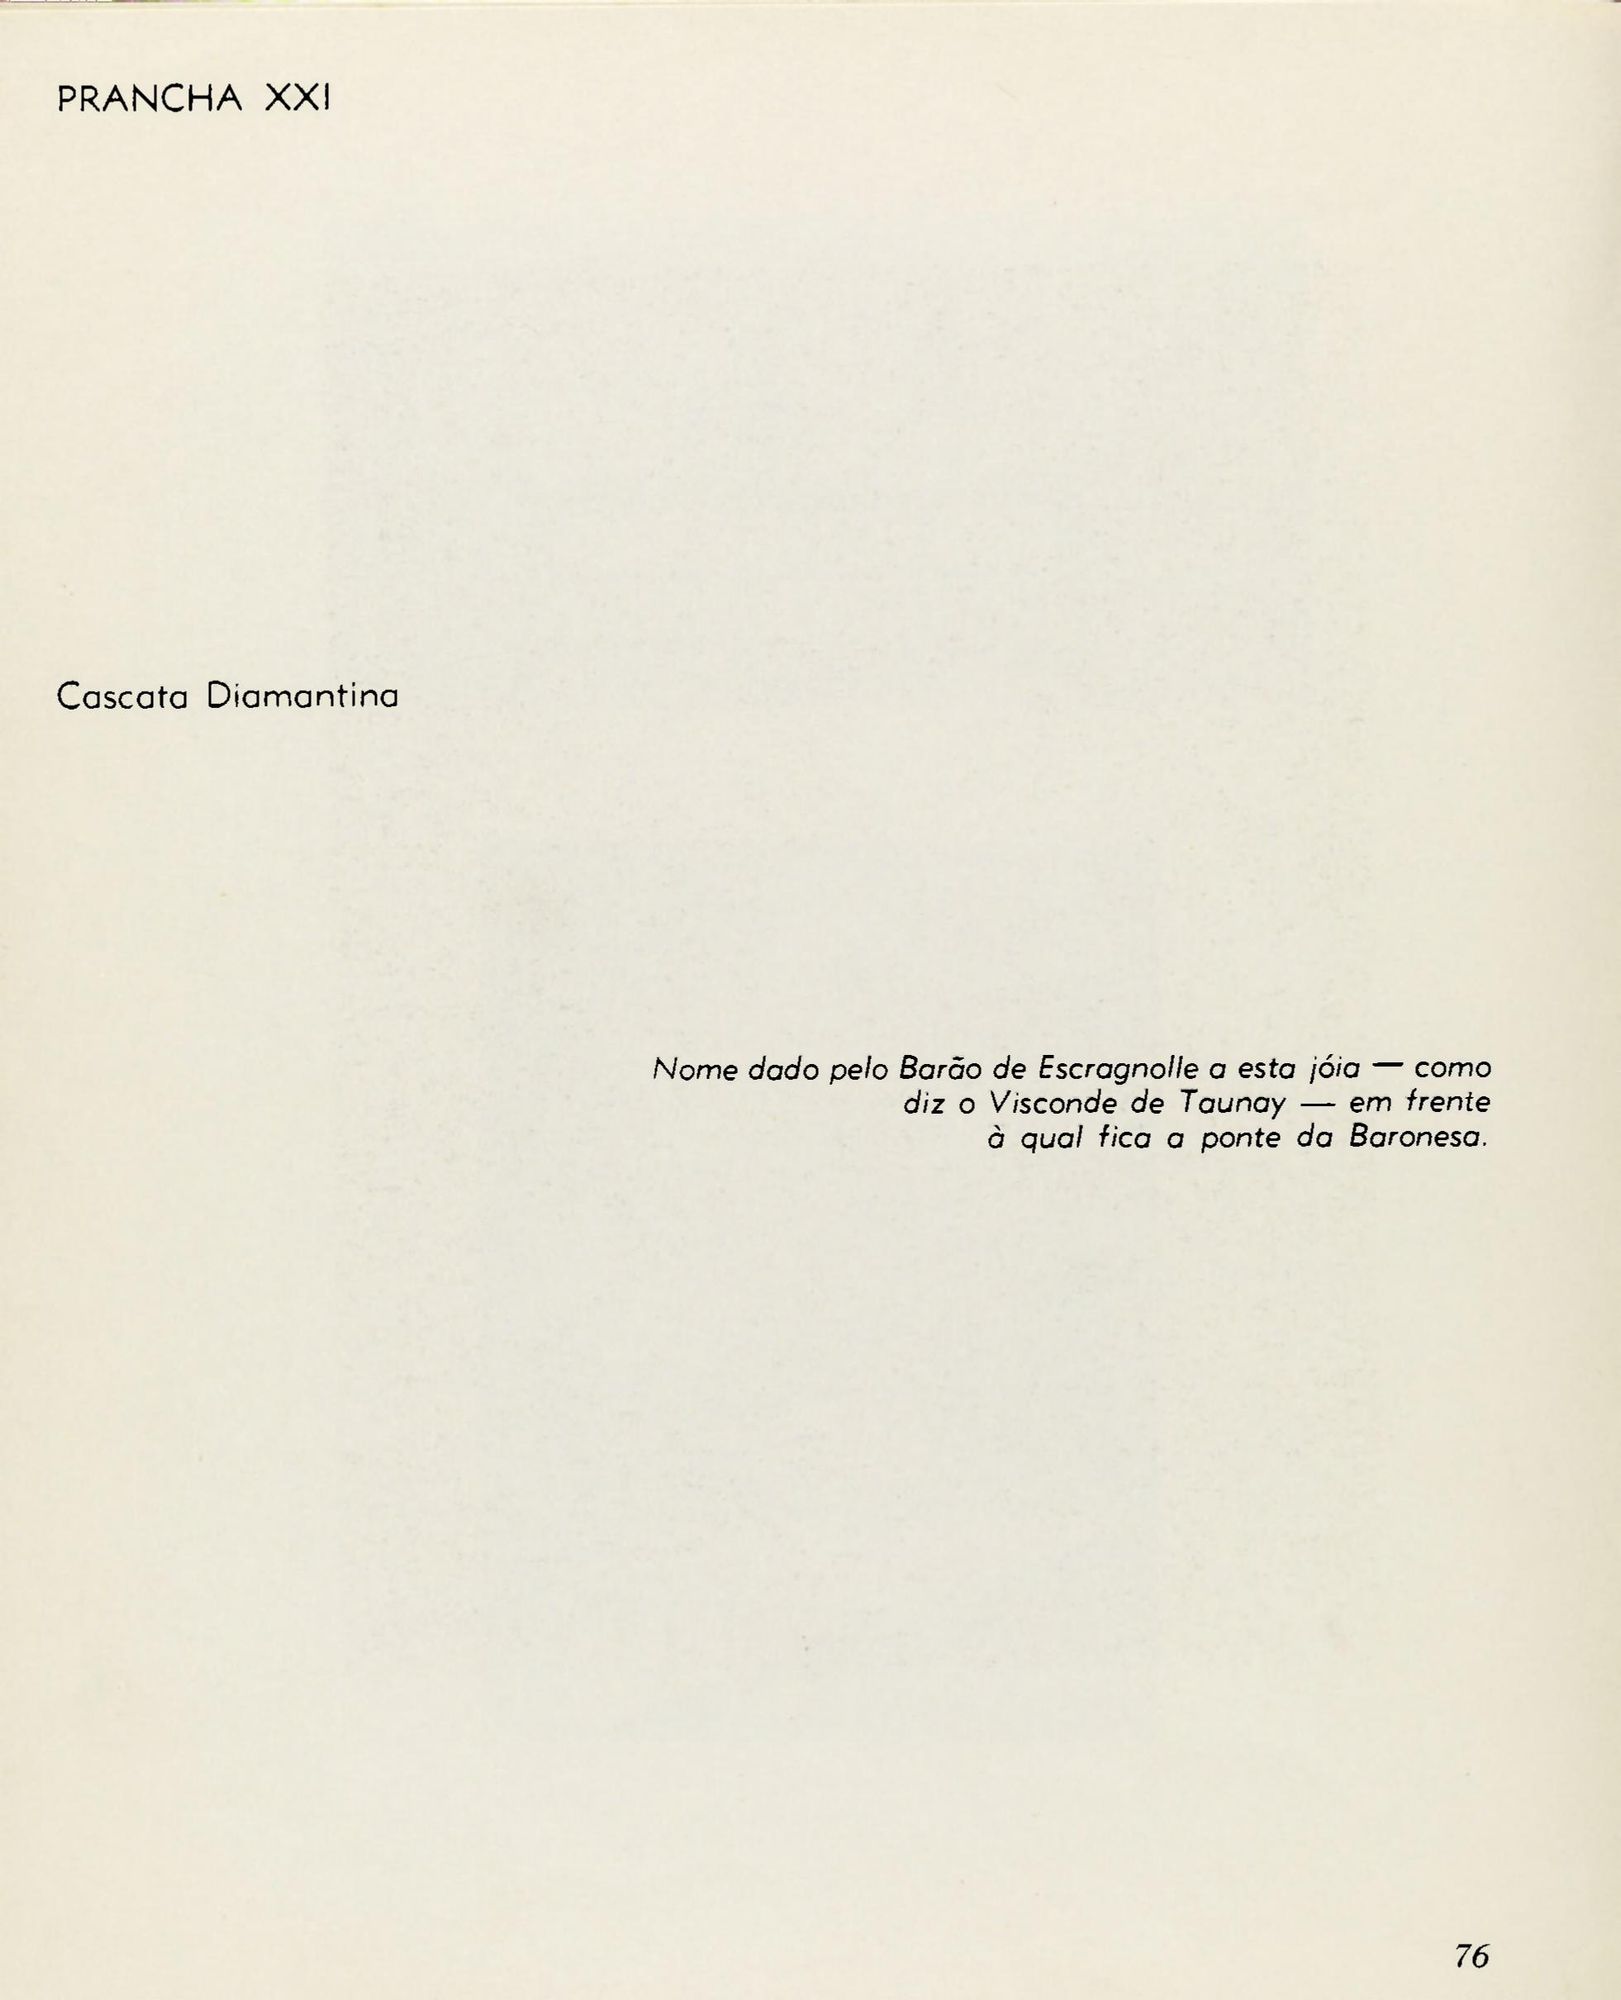 PRANCHA XXI
Cascata Diamantina
Nome dado pelo Barão de Escragnolle a esta jóia — como
diz o Visconde de Taunay — em frente
à qual fica a ponte da Baronesa.
76